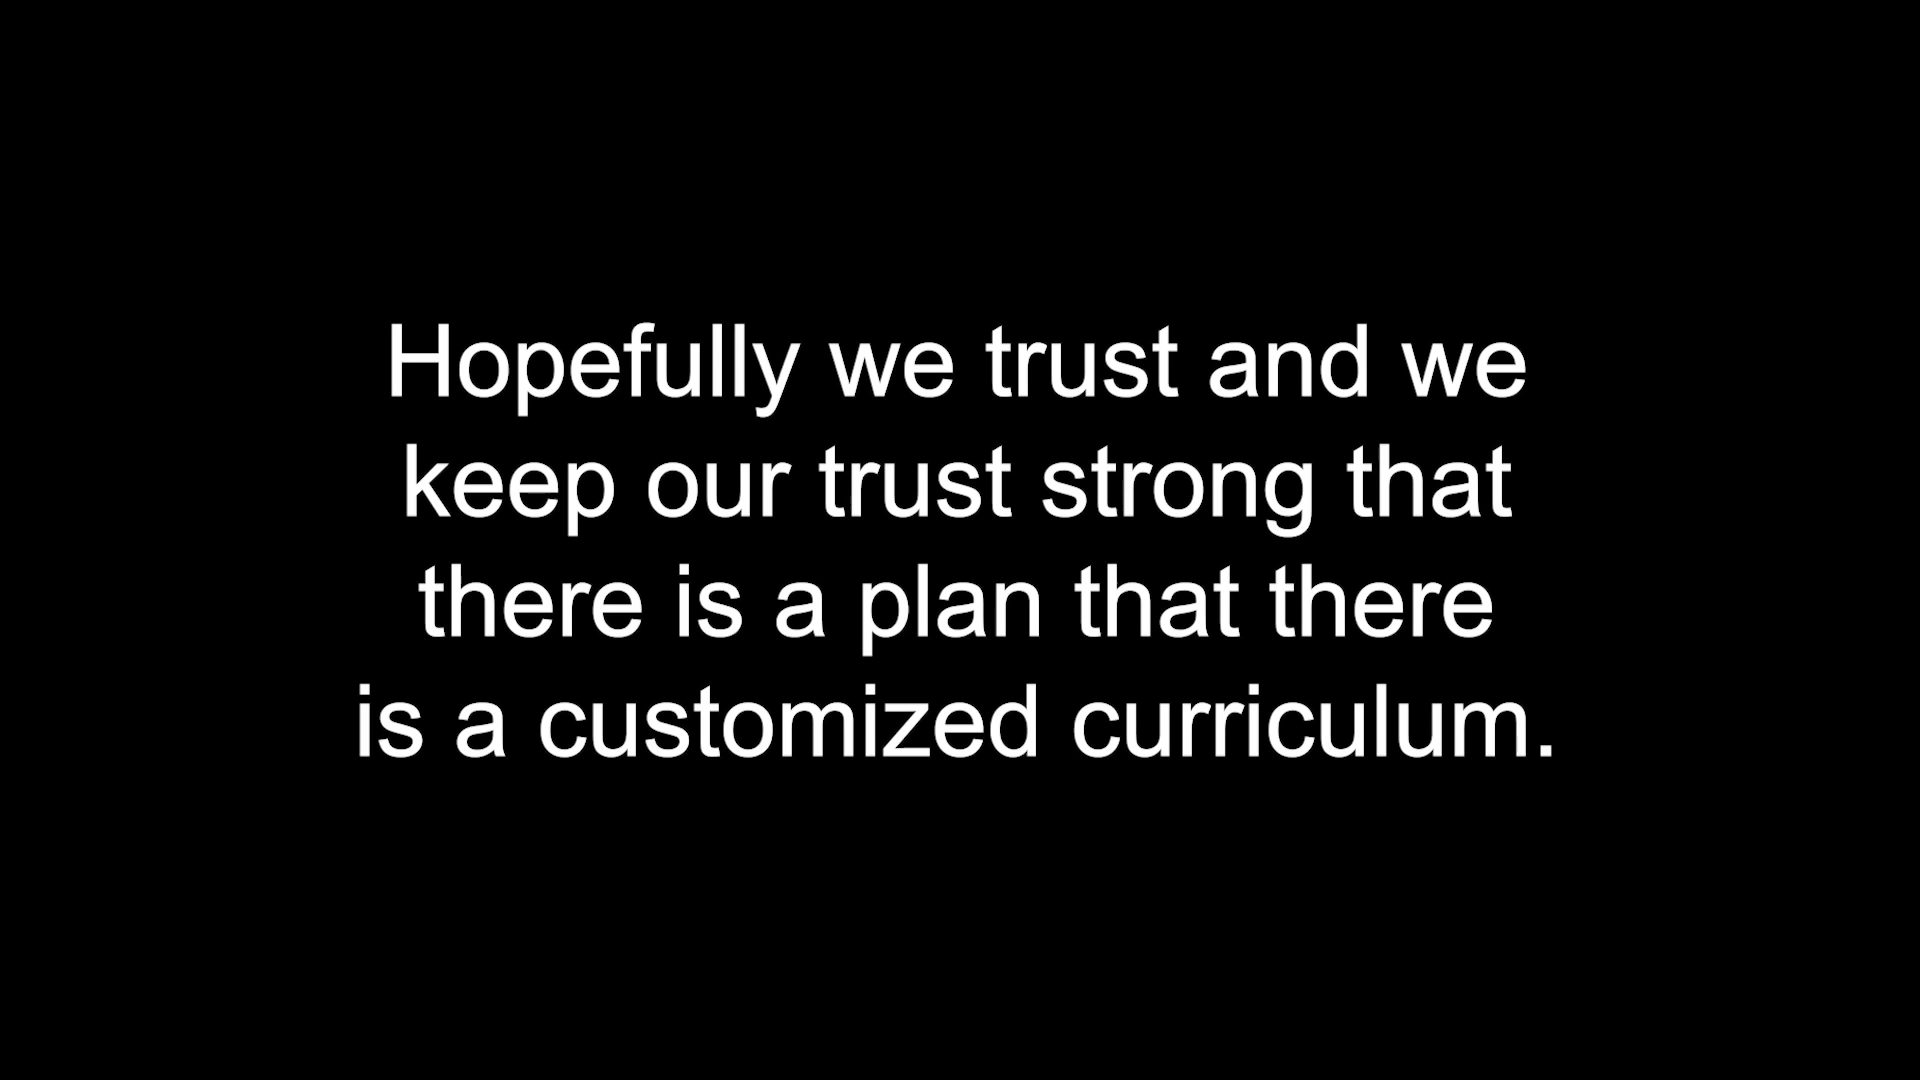 Hopefully we trust and we
keep our trust strong that
there is a plan that there
is a customized curriculum.